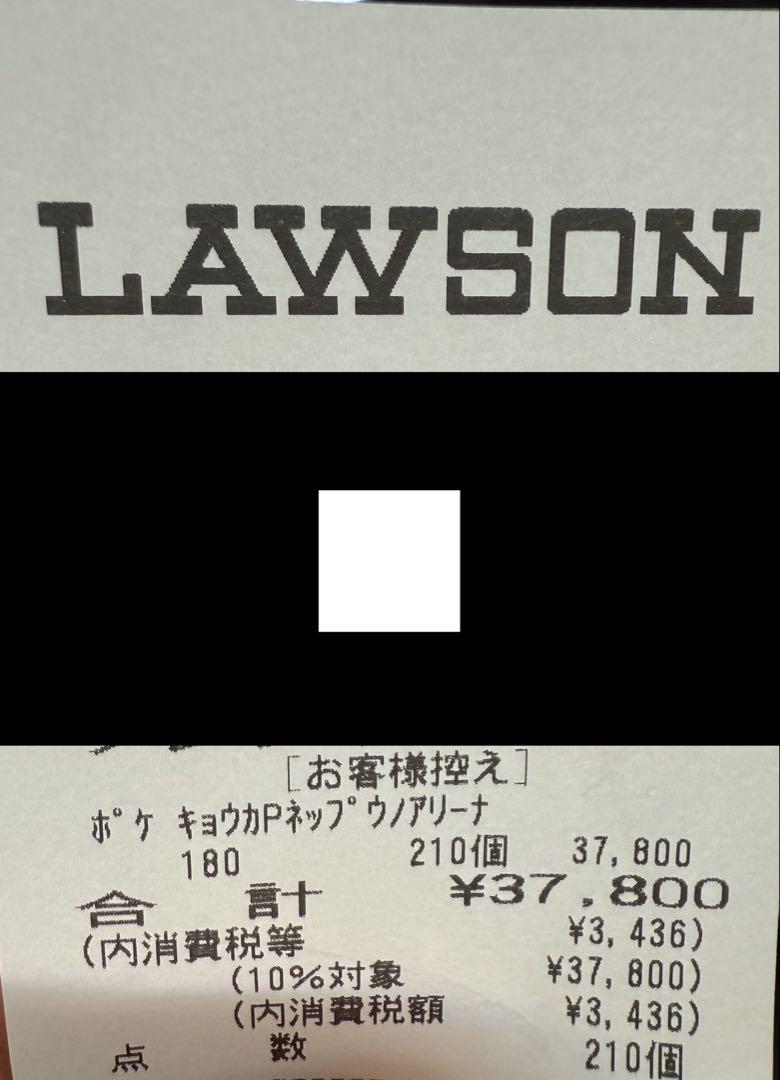 LAWSON
[お客様控え]
ポケ キョウカPネップウノアリーナ
180 210個 37,800
合 計 ¥37,800
(内消費税等 ¥3,436)
(10%対象 ¥37,800)
(内消費税額 ¥3,436)
点 数 210個